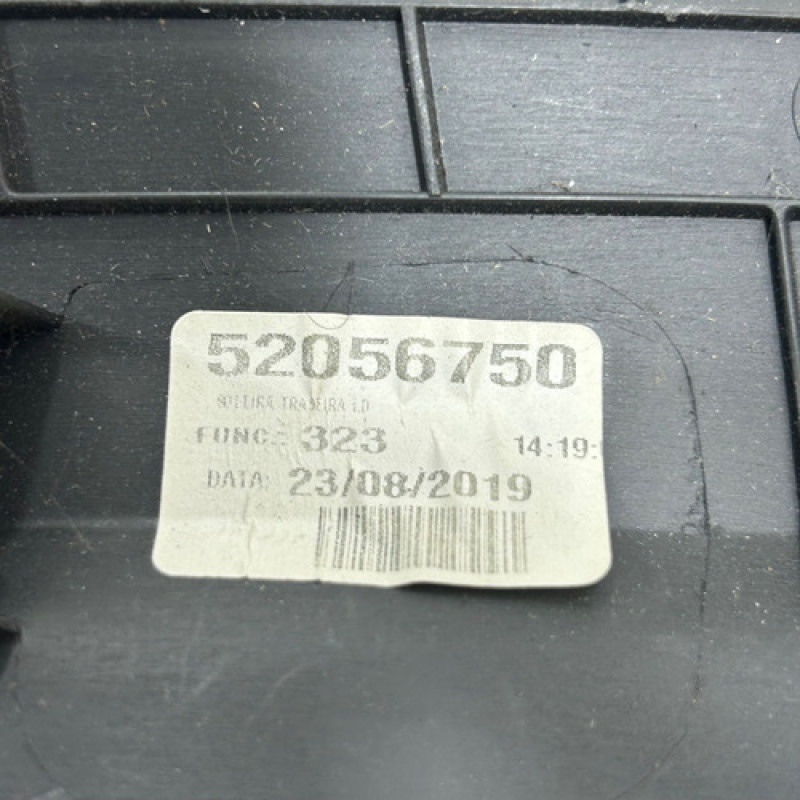 52056750
SOLEIRA TRASEIRA LD
FUNC: 323 14:19:
DATA: 23/08/2019